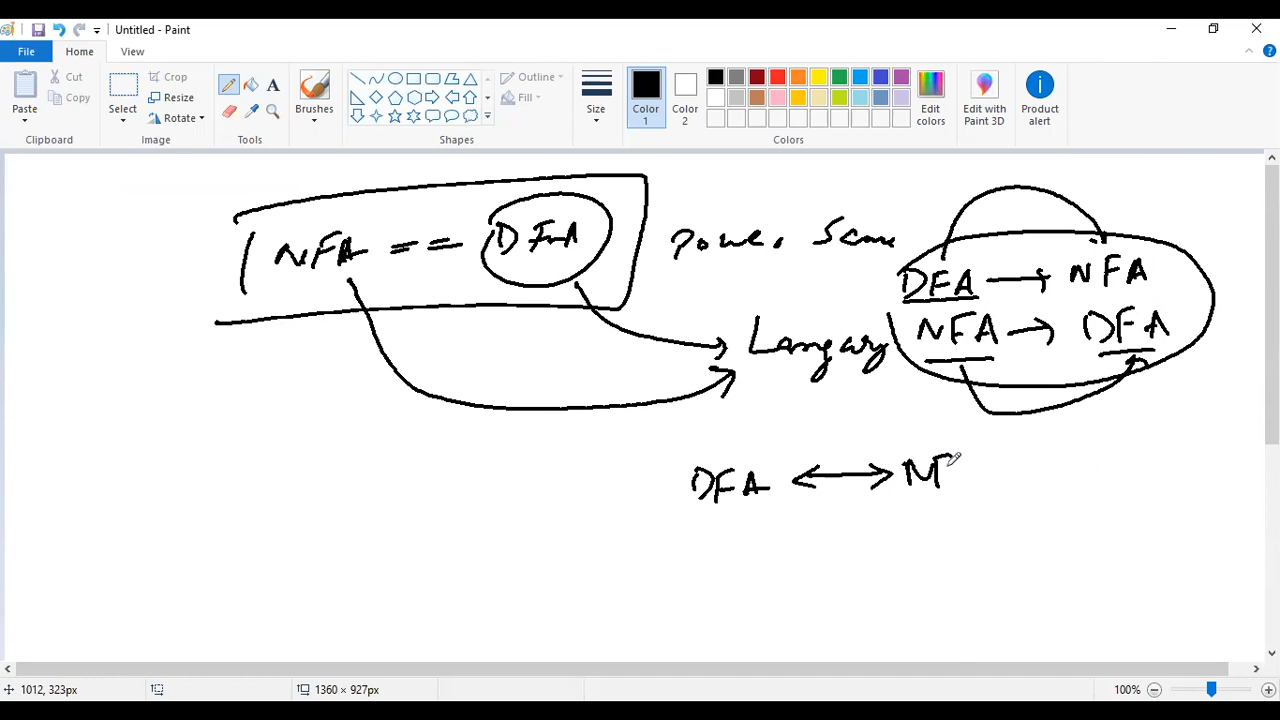 Untitled - Paint
File Home View
Paste
Cut
Copy
Clipboard
Select
Crop
Resize
Rotate
Image
Tools
Brushes
Shapes
Outline
Fill
Size
Color 1
Color 2
Edit colors
Colors
Edit with Paint 3D
Product alert
NFA == DFA
Power Same
DFA → NFA
NFA → DFA
DFA ↔ NF
1012, 323px
1360 × 927px
100%